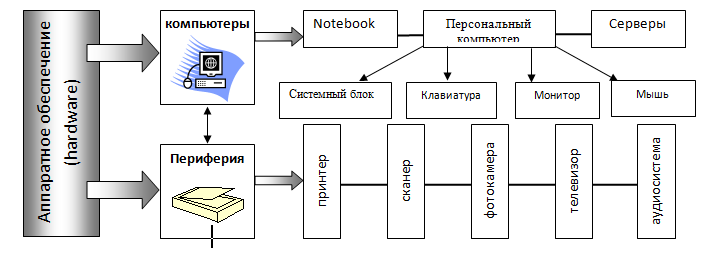 Аппаратное обеспечение
(hardware)
компьютеры
Notebook
Персональный
компьютер
Серверы
Системный блок
Клавиатура
Монитор
Мышь
Периферия
принтер
сканер
фотокамера
телевизор
аудиосистема